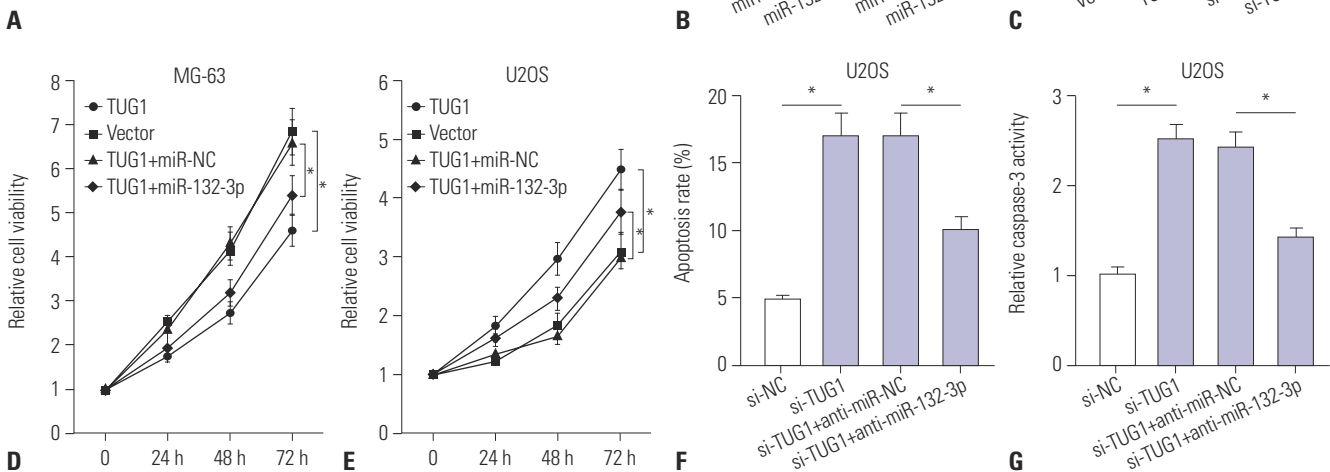 A
B
miR-132
miR-132
C
MG-63
8
7
6
5
4
3
2
1
0
Relative cell viability
TUG1
Vector
TUG1+miR-NC
TUG1+miR-132-3p
*
*
0
24 h
48 h
72 h
D
U2OS
6
5
4
3
2
1
0
Relative cell viability
TUG1
Vector
TUG1+miR-NC
TUG1+miR-132-3p
*
*
0
24 h
48 h
72 h
E
U2OS
20
15
10
5
0
Apoptosis rate (%)
*
*
si-NC
si-TUG1
si-TUG1+anti-miR-NC
si-TUG1+anti-miR-132-3p
F
U2OS
3
2
1
0
Relative caspase-3 activity
*
*
si-NC
si-TUG1
si-TUG1+anti-miR-NC
si-TUG1+anti-miR-132-3p
G